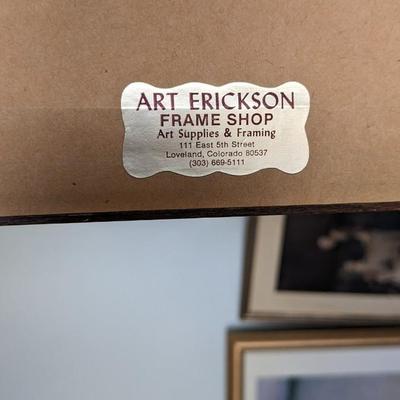 ART ERICKSON
FRAME SHOP
Art Supplies & Framing
111 East 5th Street
Loveland, Colorado 80537
(303) 669-5111